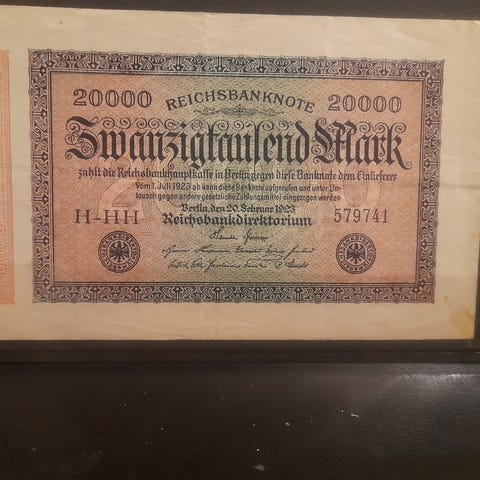 20000 REICHSBANKNOTE 20000
Zwanzigtausend Mark
zahlt die Reichsbankhauptkasse in Berlin gegen diese Banknote dem Einlieferer
Vom 1. Juli 1923 ab kann diese Banknote aufgerufen und unter Um-
tausch gegen andere gesetzliche Zahlungsmittel eingezogen werden
Berlin, den 20. Februar 1923
H-HH Reichsbankdirektorium 579741